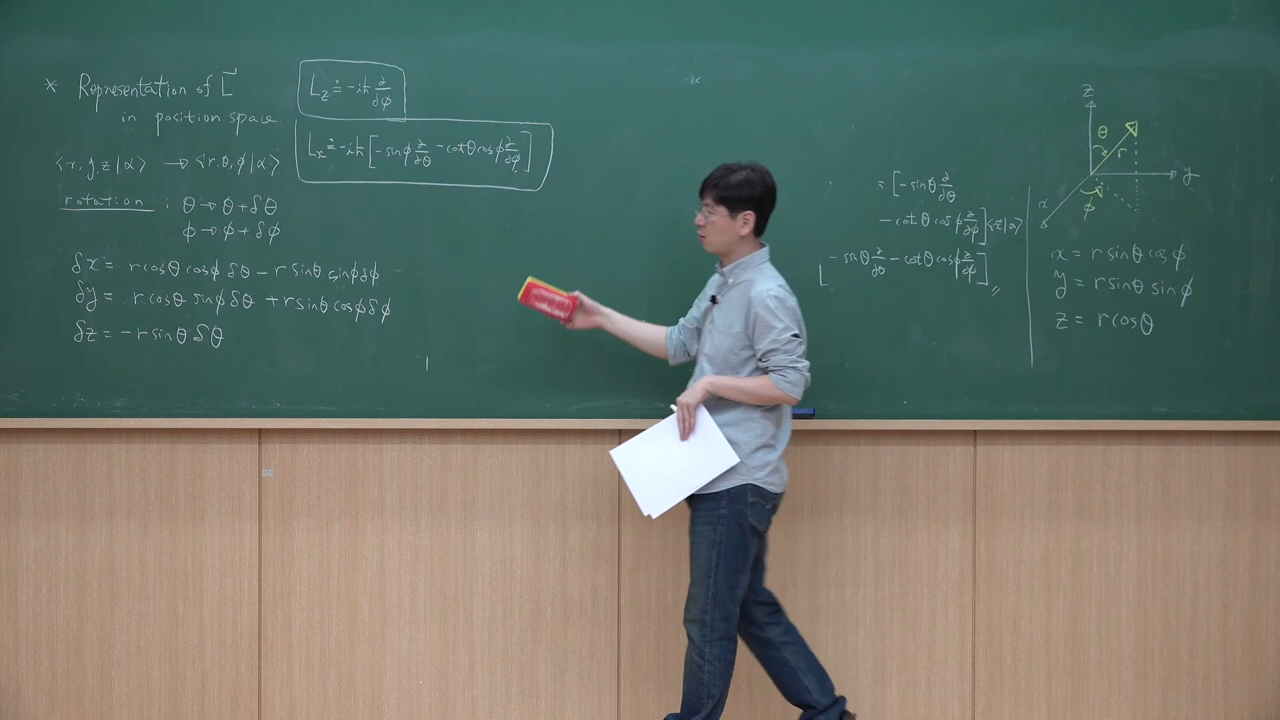 * Representation of L⃗
in position space
⟨x, y, z|α⟩ → ⟨r, θ, φ|α⟩
rotation : θ → θ + δθ
φ → φ + δφ
δx = r cosθ cosφ δθ − r sinθ sinφ δφ
δy = r cosθ sinφ δθ + r sinθ cosφ δφ
δz = − r sinθ δθ
L_z ≐ −iħ ∂/∂φ
L_x ≐ −iħ [ −sinφ ∂/∂θ − cotθ cosφ ∂/∂φ ]
= [ −sinθ ∂/∂θ
− cotθ cosφ ∂/∂φ ] ⟨x|α⟩
[ −sinθ ∂/∂θ − cotθ cosφ ∂/∂φ ] 〃
z
θ
r
y
x
φ
x = r sinθ cosφ
y = r sinθ sinφ
z = r cosθ